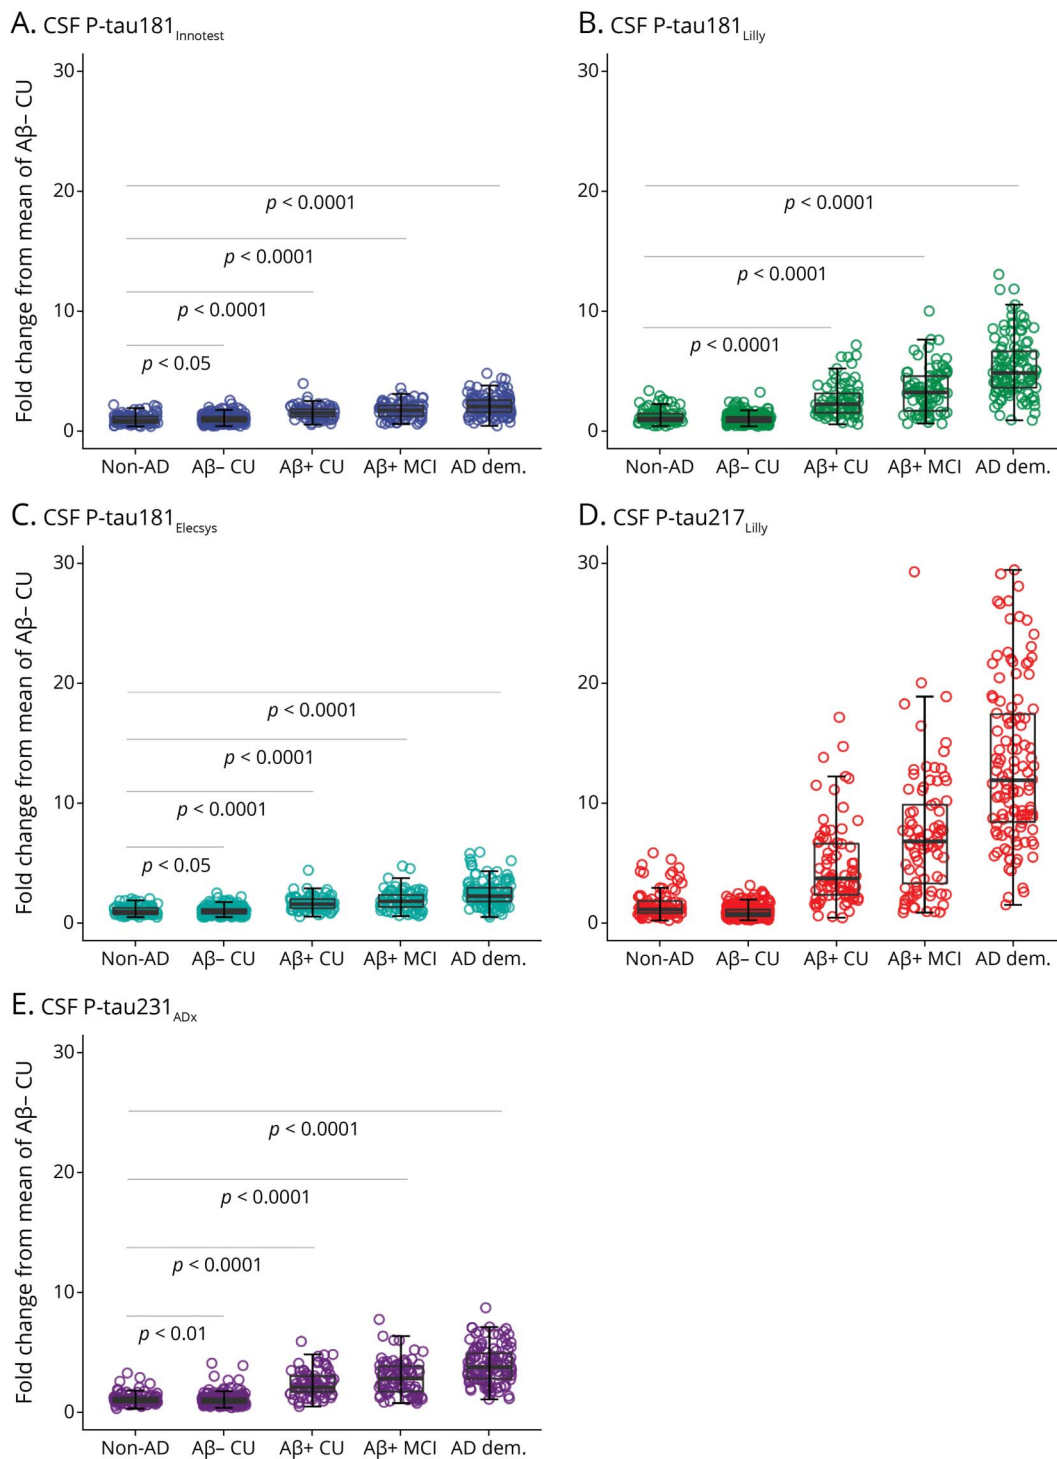 A. CSF P-tau181Innotest
Fold change from mean of Aβ– CU
30
20
10
0
p < 0.0001
p < 0.0001
p < 0.0001
p < 0.05
Non-AD Aβ– CU Aβ+ CU Aβ+ MCI AD dem.
B. CSF P-tau181Lilly
30
20
10
0
p < 0.0001
p < 0.0001
p < 0.0001
Non-AD Aβ– CU Aβ+ CU Aβ+ MCI AD dem.
C. CSF P-tau181Elecsys
Fold change from mean of Aβ– CU
30
20
10
0
p < 0.0001
p < 0.0001
p < 0.0001
p < 0.05
Non-AD Aβ– CU Aβ+ CU Aβ+ MCI AD dem.
D. CSF P-tau217Lilly
30
20
10
0
Non-AD Aβ– CU Aβ+ CU Aβ+ MCI AD dem.
E. CSF P-tau231ADx
Fold change from mean of Aβ– CU
30
20
10
0
p < 0.0001
p < 0.0001
p < 0.0001
p < 0.01
Non-AD Aβ– CU Aβ+ CU Aβ+ MCI AD dem.